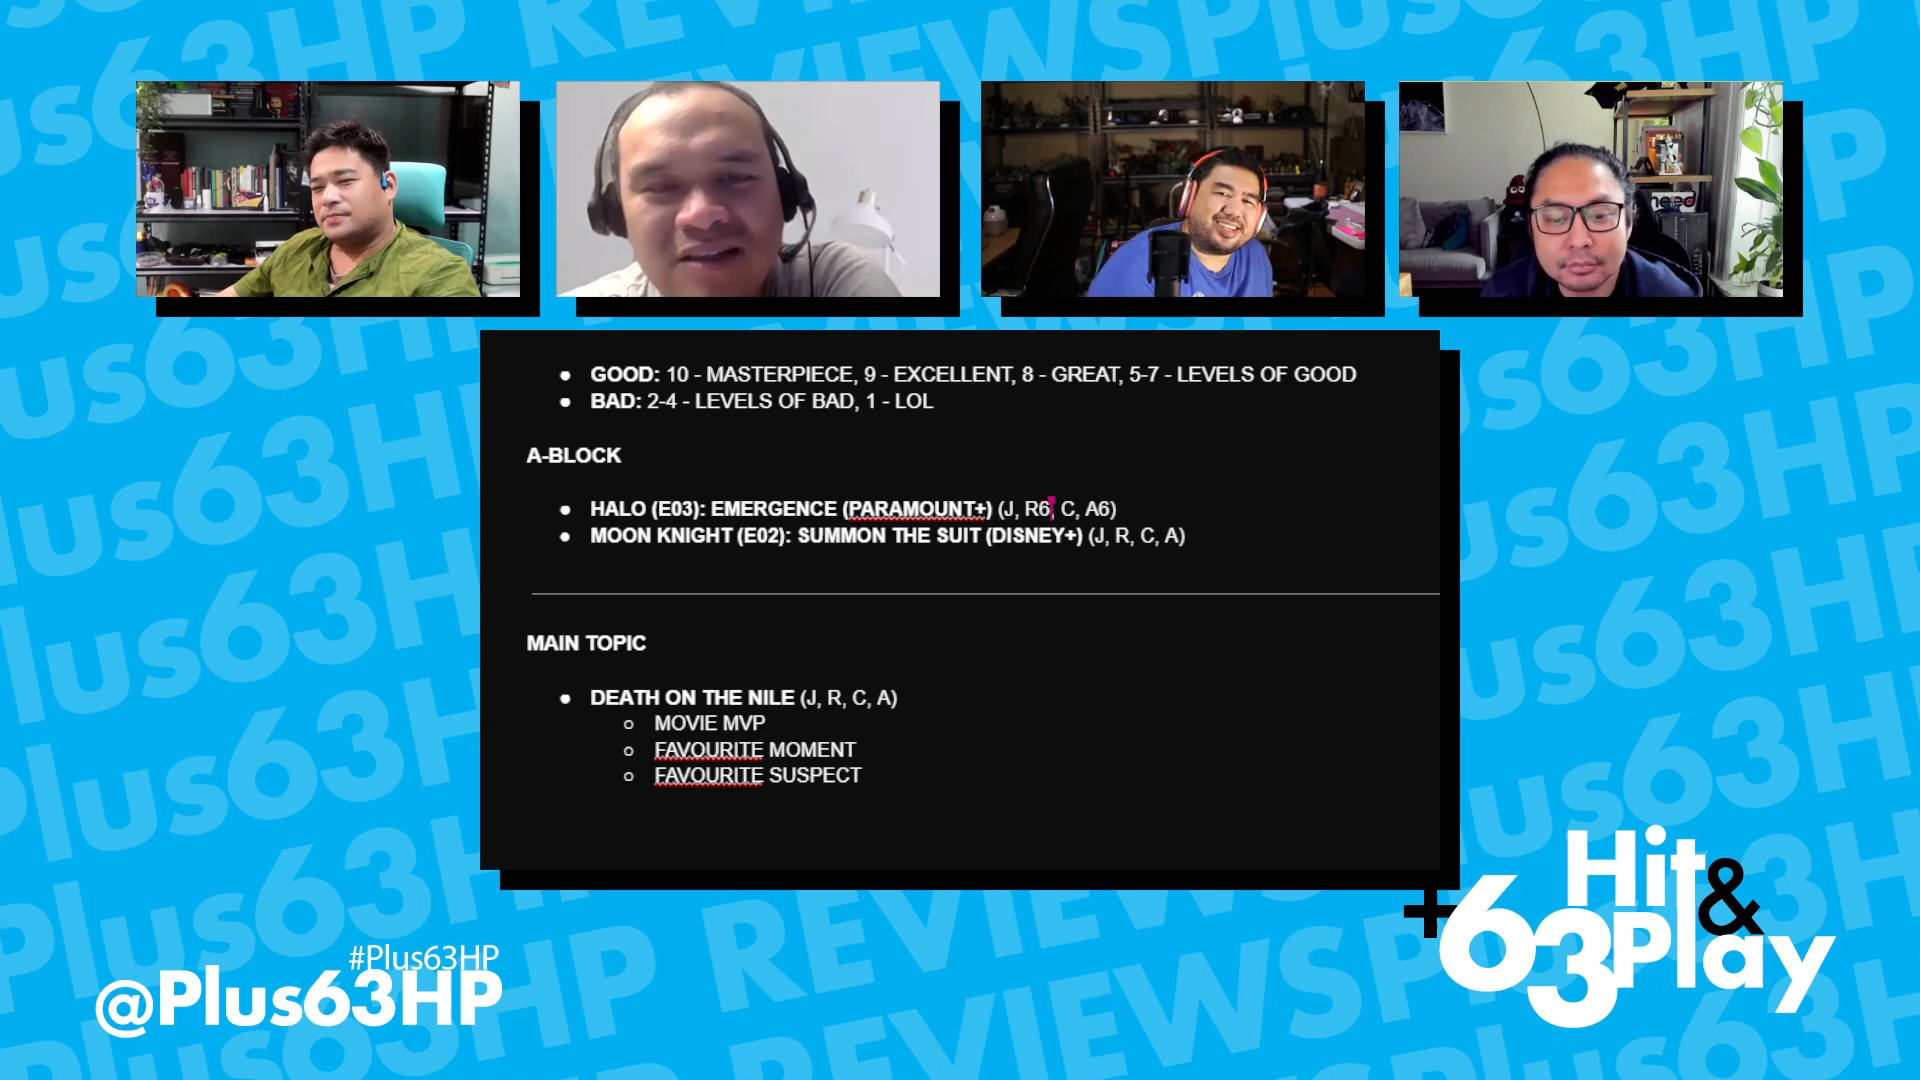 ● GOOD: 10 - MASTERPIECE, 9 - EXCELLENT, 8 - GREAT, 5-7 - LEVELS OF GOOD
● BAD: 2-4 - LEVELS OF BAD, 1 - LOL
A-BLOCK
● HALO (E03): EMERGENCE (PARAMOUNT+) (J, R6, C, A6)
● MOON KNIGHT (E02): SUMMON THE SUIT (DISNEY+) (J, R, C, A)
MAIN TOPIC
● DEATH ON THE NILE (J, R, C, A)
○ MOVIE MVP
○ FAVOURITE MOMENT
○ FAVOURITE SUSPECT
#Plus63HP
@Plus63HP
Hit &
+63 Play